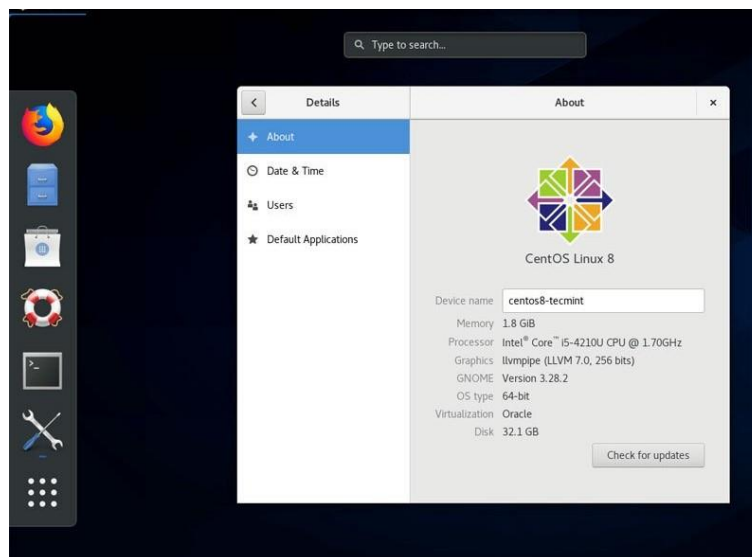 Type to search...
Details
About
About
Date & Time
Users
Default Applications
CentOS Linux 8
Device name centos8-tecmint
Memory 1.8 GiB
Processor Intel® Core™ i5-4210U CPU @ 1.70GHz
Graphics llvmpipe (LLVM 7.0, 256 bits)
GNOME Version 3.28.2
OS type 64-bit
Virtualization Oracle
Disk 32.1 GB
Check for updates